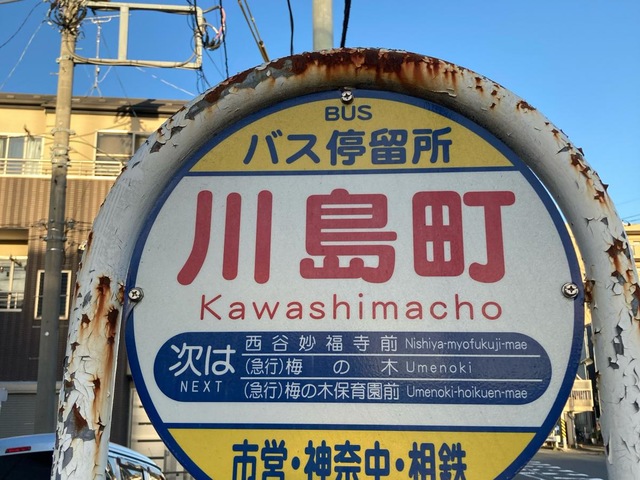 BUS
バス停留所
川島町
Kawashimacho
次は
NEXT
西谷妙福寺前 Nishiya-myofukuji-mae
(急行)梅の木 Umenoki
(急行)梅の木保育園前 Umenoki-hoikuen-mae
市営・神奈中・相鉄